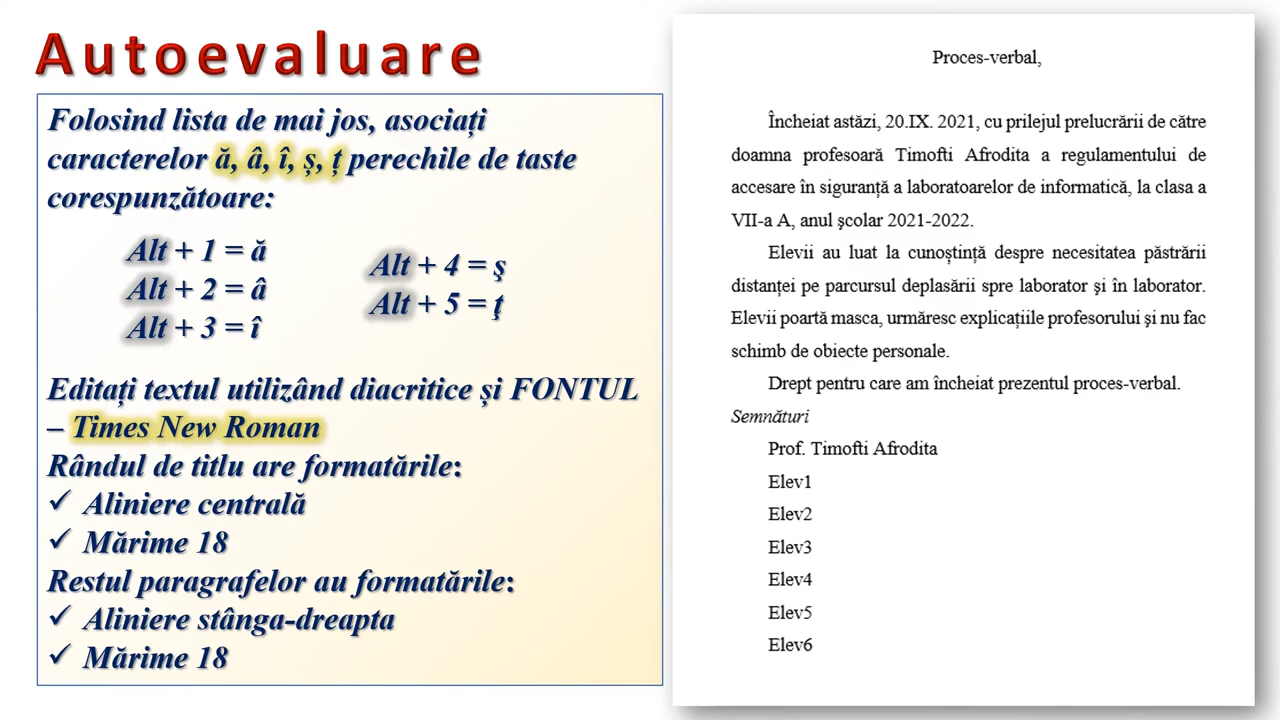 Autoevaluare
Folosind lista de mai jos, asociați
caracterelor ă, â, î, ș, ț perechile de taste
corespunzătoare:
Alt + 1 = ă
Alt + 2 = â
Alt + 3 = î
Alt + 4 = ş
Alt + 5 = ţ
Editați textul utilizând diacritice și FONTUL
– Times New Roman
Rândul de titlu are formatările:
✓ Aliniere centrală
✓ Mărime 18
Restul paragrafelor au formatările:
✓ Aliniere stânga-dreapta
✓ Mărime 18
Proces-verbal,
Încheiat astăzi, 20.IX. 2021, cu prilejul prelucrării de către
doamna profesoară Timofti Afrodita a regulamentului de
accesare în siguranță a laboratoarelor de informatică, la clasa a
VII-a A, anul şcolar 2021-2022.
Elevii au luat la cunoștință despre necesitatea păstrării
distanței pe parcursul deplasării spre laborator şi în laborator.
Elevii poartă masca, urmăresc explicațiile profesorului şi nu fac
schimb de obiecte personale.
Drept pentru care am încheiat prezentul proces-verbal.
Semnături
Prof. Timofti Afrodita
Elev1
Elev2
Elev3
Elev4
Elev5
Elev6